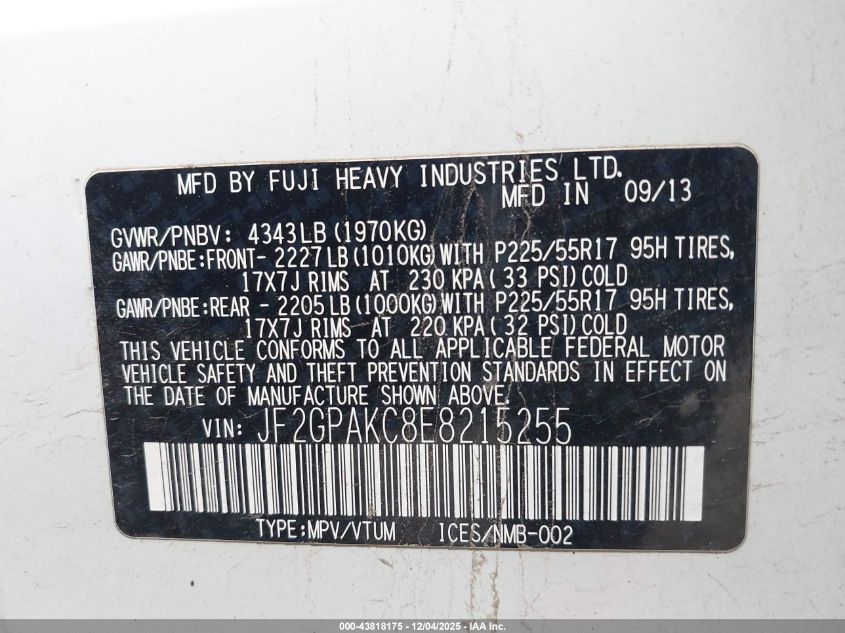 MFD BY FUJI HEAVY INDUSTRIES LTD.
MFD IN 09/13
GVWR/PNBV: 4343LB (1970KG)
GAWR/PNBE:FRONT- 2227LB (1010KG)WITH P225/55R17 95H TIRES,
17X7J RIMS AT 230 KPA (33 PSI) COLD
GAWR/PNBE:REAR - 2205LB (1000KG)WITH P225/55R17 95H TIRES,
17X7J RIMS AT 220 KPA (32 PSI) COLD
THIS VEHICLE CONFORMS TO ALL APPLICABLE FEDERAL MOTOR
VEHICLE SAFETY AND THEFT PREVENTION STANDARDS IN EFFECT ON
THE DATE OF MANUFACTURE SHOWN ABOVE.
VIN: JF2GPAKC8E8215255
TYPE:MPV/VTUM ICES/NMB-002
000-43818175 - 12/04/2025 - IAA Inc.